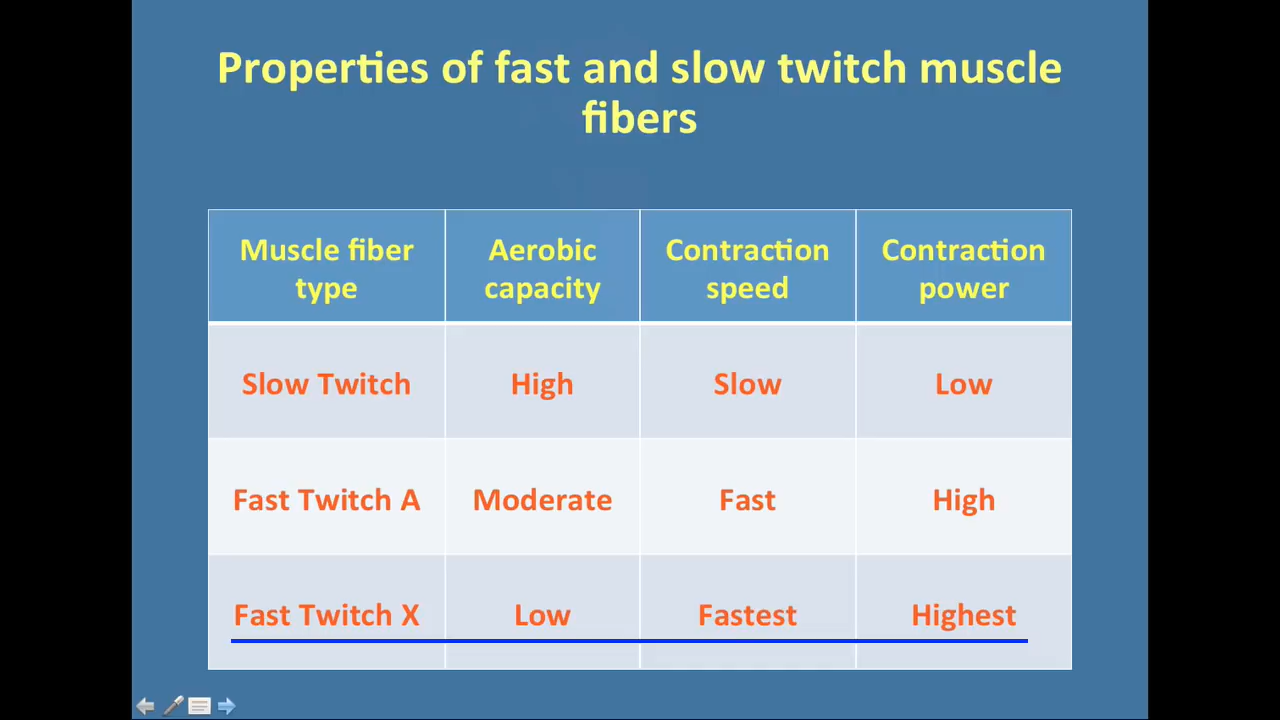 Properties of fast and slow twitch muscle
fibers
Muscle fiber
type
Aerobic
capacity
Contraction
speed
Contraction
power
Slow Twitch
High
Slow
Low
Fast Twitch A
Moderate
Fast
High
Fast Twitch X
Low
Fastest
Highest